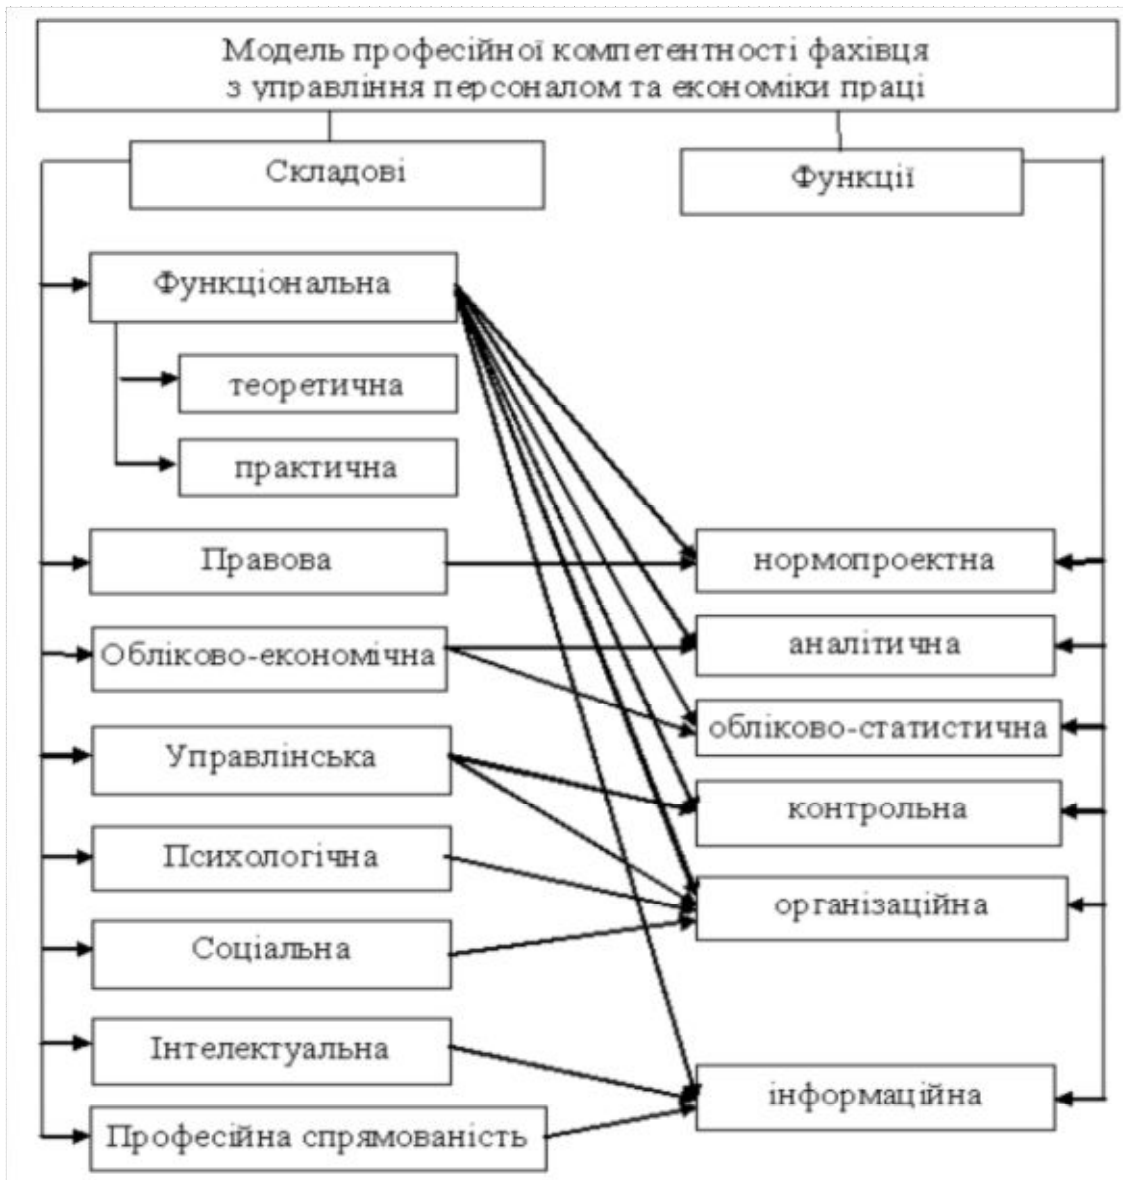 Модель професійної компетентності фахівця
з управління персоналом та економіки праці
Складові
Функції
Функціональна
теоретична
практична
Правова
нормопроектна
Обліково-економічна
аналітична
обліково-статистична
Управлінська
контрольна
Психологічна
організаційна
Соціальна
Інтелектуальна
інформаційна
Професійна спрямованість